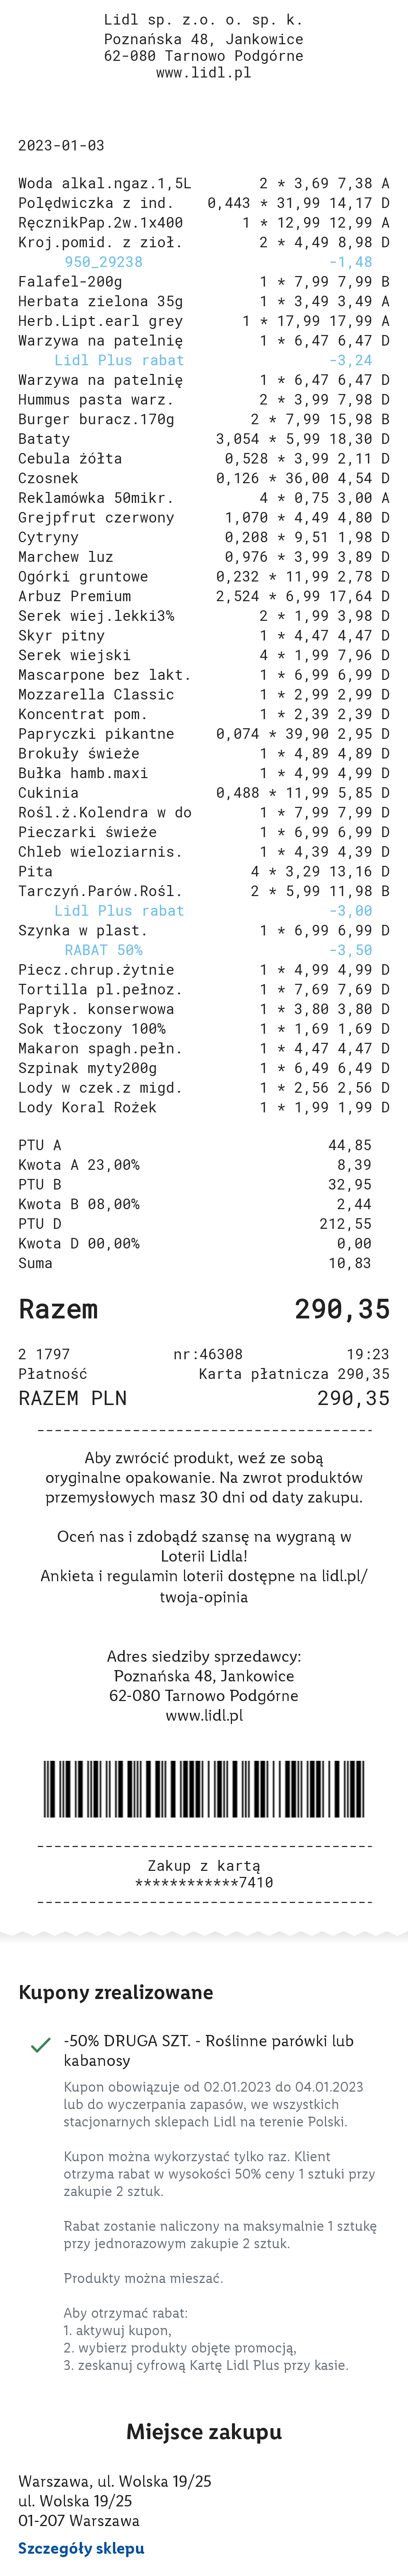 Lidl sp. z.o. o. sp. k.
Poznańska 48, Jankowice
62-080 Tarnowo Podgórne
www.lidl.pl
2023-01-03
Woda alkal.ngaz.1,5L 2 * 3,69 7,38 A
Polędwiczka z ind. 0,443 * 31,99 14,17 D
RęcznikPap.2w.1x400 1 * 12,99 12,99 A
Kroj.pomid. z zioł. 2 * 4,49 8,98 D
950_29238 -1,48
Falafel-200g 1 * 7,99 7,99 B
Herbata zielona 35g 1 * 3,49 3,49 A
Herb.Lipt.earl grey 1 * 17,99 17,99 A
Warzywa na patelnię 1 * 6,47 6,47 D
Lidl Plus rabat -3,24
Warzywa na patelnię 1 * 6,47 6,47 D
Hummus pasta warz. 2 * 3,99 7,98 D
Burger buracz.170g 2 * 7,99 15,98 B
Bataty 3,054 * 5,99 18,30 D
Cebula żółta 0,528 * 3,99 2,11 D
Czosnek 0,126 * 36,00 4,54 D
Reklamówka 50mikr. 4 * 0,75 3,00 A
Grejpfrut czerwony 1,070 * 4,49 4,80 D
Cytryny 0,208 * 9,51 1,98 D
Marchew luz 0,976 * 3,99 3,89 D
Ogórki gruntowe 0,232 * 11,99 2,78 D
Arbuz Premium 2,524 * 6,99 17,64 D
Serek wiej.lekki3% 2 * 1,99 3,98 D
Skyr pitny 1 * 4,47 4,47 D
Serek wiejski 4 * 1,99 7,96 D
Mascarpone bez lakt. 1 * 6,99 6,99 D
Mozzarella Classic 1 * 2,99 2,99 D
Koncentrat pom. 1 * 2,39 2,39 D
Papryczki pikantne 0,074 * 39,90 2,95 D
Brokuły świeże 1 * 4,89 4,89 D
Bułka hamb.maxi 1 * 4,99 4,99 D
Cukinia 0,488 * 11,99 5,85 D
Rośl.ż.Kolendra w do 1 * 7,99 7,99 D
Pieczarki świeże 1 * 6,99 6,99 D
Chleb wieloziarnis. 1 * 4,39 4,39 D
Pita 4 * 3,29 13,16 D
Tarczyń.Parów.Rośl. 2 * 5,99 11,98 B
Lidl Plus rabat -3,00
Szynka w plast. 1 * 6,99 6,99 D
RABAT 50% -3,50
Piecz.chrup.żytnie 1 * 4,99 4,99 D
Tortilla pl.pełnoz. 1 * 7,69 7,69 D
Papryk. konserwowa 1 * 3,80 3,80 D
Sok tłoczony 100% 1 * 1,69 1,69 D
Makaron spagh.pełn. 1 * 4,47 4,47 D
Szpinak myty200g 1 * 6,49 6,49 D
Lody w czek.z migd. 1 * 2,56 2,56 D
Lody Koral Rożek 1 * 1,99 1,99 D
PTU A 44,85
Kwota A 23,00% 8,39
PTU B 32,95
Kwota B 08,00% 2,44
PTU D 212,55
Kwota D 00,00% 0,00
Suma 10,83
Razem 290,35
2 1797 nr:46308 19:23
Płatność Karta płatnicza 290,35
RAZEM PLN 290,35
Aby zwrócić produkt, weź ze sobą
oryginalne opakowanie. Na zwrot produktów
przemysłowych masz 30 dni od daty zakupu.
Oceń nas i zdobądź szansę na wygraną w
Loterii Lidla!
Ankieta i regulamin loterii dostępne na lidl.pl/
twoja-opinia
Adres siedziby sprzedawcy:
Poznańska 48, Jankowice
62-080 Tarnowo Podgórne
www.lidl.pl
Zakup z kartą
************7410
Kupony zrealizowane
-50% DRUGA SZT. - Roślinne parówki lub
kabanosy
Kupon obowiązuje od 02.01.2023 do 04.01.2023
lub do wyczerpania zapasów, we wszystkich
stacjonarnych sklepach Lidl na terenie Polski.
Kupon można wykorzystać tylko raz. Klient
otrzyma rabat w wysokości 50% ceny 1 sztuki przy
zakupie 2 sztuk.
Rabat zostanie naliczony na maksymalnie 1 sztukę
przy jednorazowym zakupie 2 sztuk.
Produkty można mieszać.
Aby otrzymać rabat:
1. aktywuj kupon,
2. wybierz produkty objęte promocją,
3. zeskanuj cyfrową Kartę Lidl Plus przy kasie.
Miejsce zakupu
Warszawa, ul. Wolska 19/25
ul. Wolska 19/25
01-207 Warszawa
Szczegóły sklepu